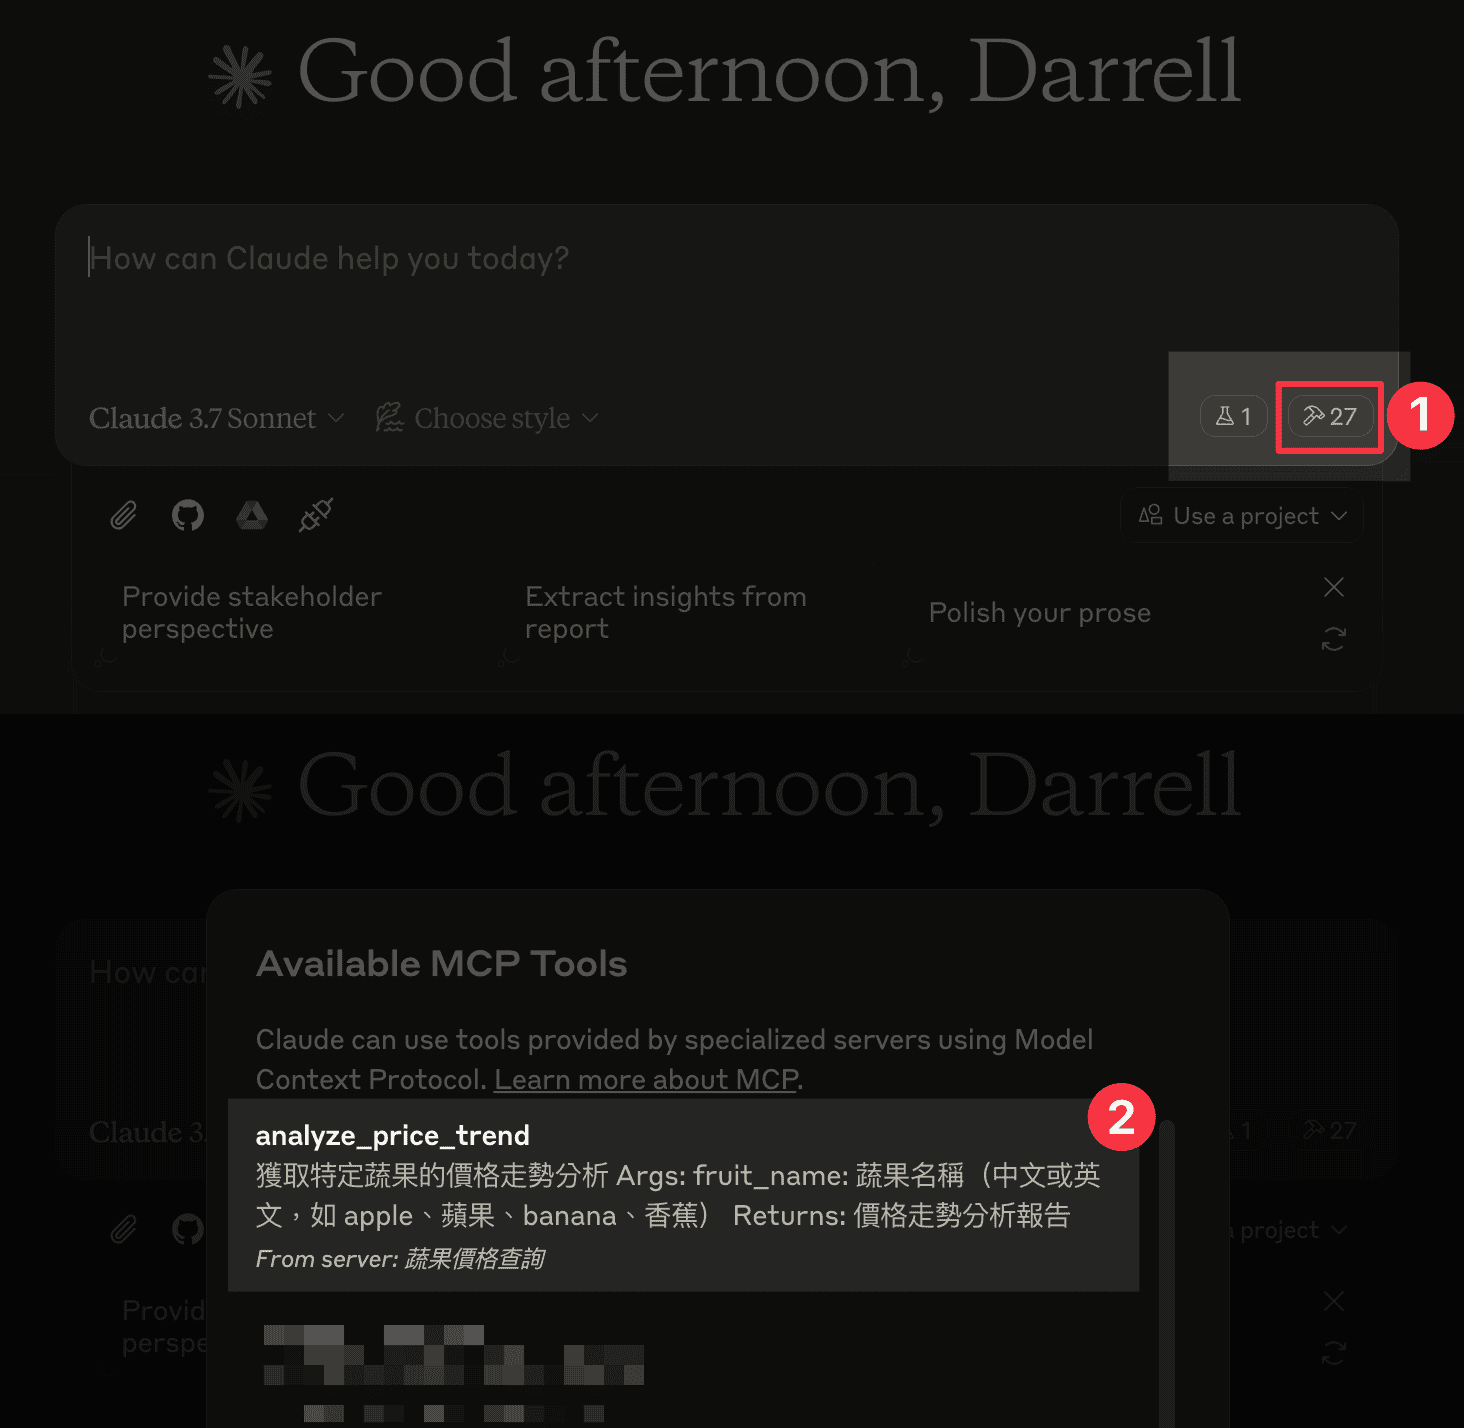 Good afternoon, Darrell
How can Claude help you today?
Claude 3.7 Sonnet
Choose style
1
27
1
Use a project
Provide stakeholder
perspective
Extract insights from
report
Polish your prose
Good afternoon, Darrell
How can
Available MCP Tools
Claude can use tools provided by specialized servers using Model
Context Protocol. Learn more about MCP.
2
analyze_price_trend
獲取特定蔬果的價格走勢分析 Args: fruit_name: 蔬果名稱（中文或英
文，如 apple、蘋果、banana、香蕉） Returns: 價格走勢分析報告
From server: 蔬果價格查詢
Claude 3.
1
27
a project
Provid
perspe